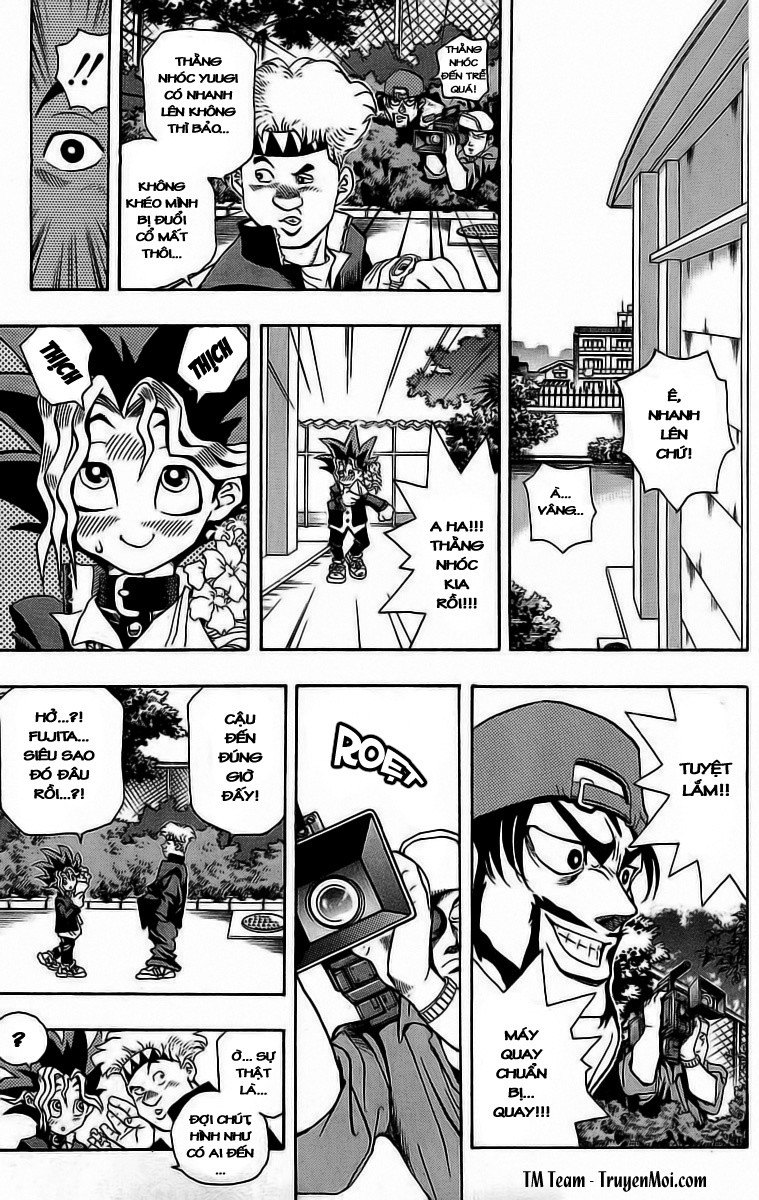 Ê,
NHANH
LÊN
CHỨ!
À...
VÂNG..
THẰNG
NHÓC
ĐẾN TRỄ
QUÁ!
THẰNG
NHÓC YUUGI
CÓ NHANH
LÊN KHÔNG
THÌ BẢO...
KHÔNG
KHÉO MÌNH
BỊ ĐUỔI
CỔ MẤT
THÔI...
!!
A HA!!!
THẰNG
NHÓC
KIA
RỒI!!!
THỊCH
THỊCH
TUYỆT
LẮM!!
MÁY
QUAY
CHUẨN
BỊ...
QUAY!!!
ROẸT
CẬU
ĐẾN
ĐÚNG
GIỜ
ĐẤY!
HỞ...?!
FUJITA...
SIÊU SAO
ĐÓ ĐÂU
RỒI...?!
Ơ... SỰ
THẬT
LÀ...
ĐỢI CHÚT,
HÌNH NHƯ
CÓ AI ĐẾN
...
?
TM Team - TruyenMoi.com